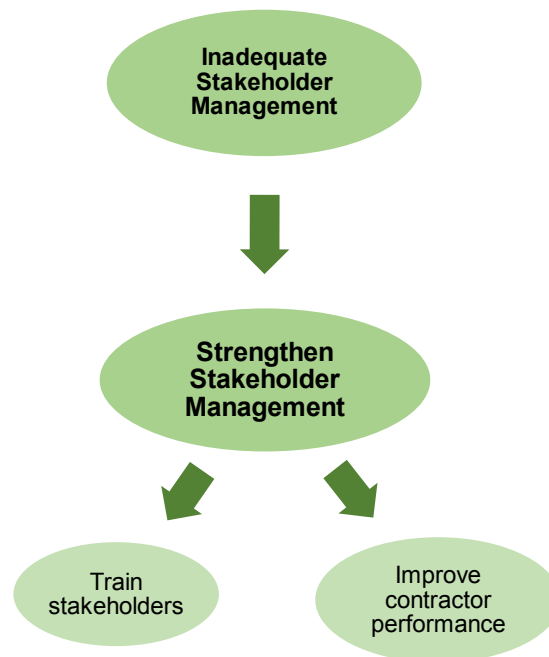 Inadequate
Stakeholder
Management
Strengthen
Stakeholder
Management
Train
stakeholders
Improve
contractor
performance